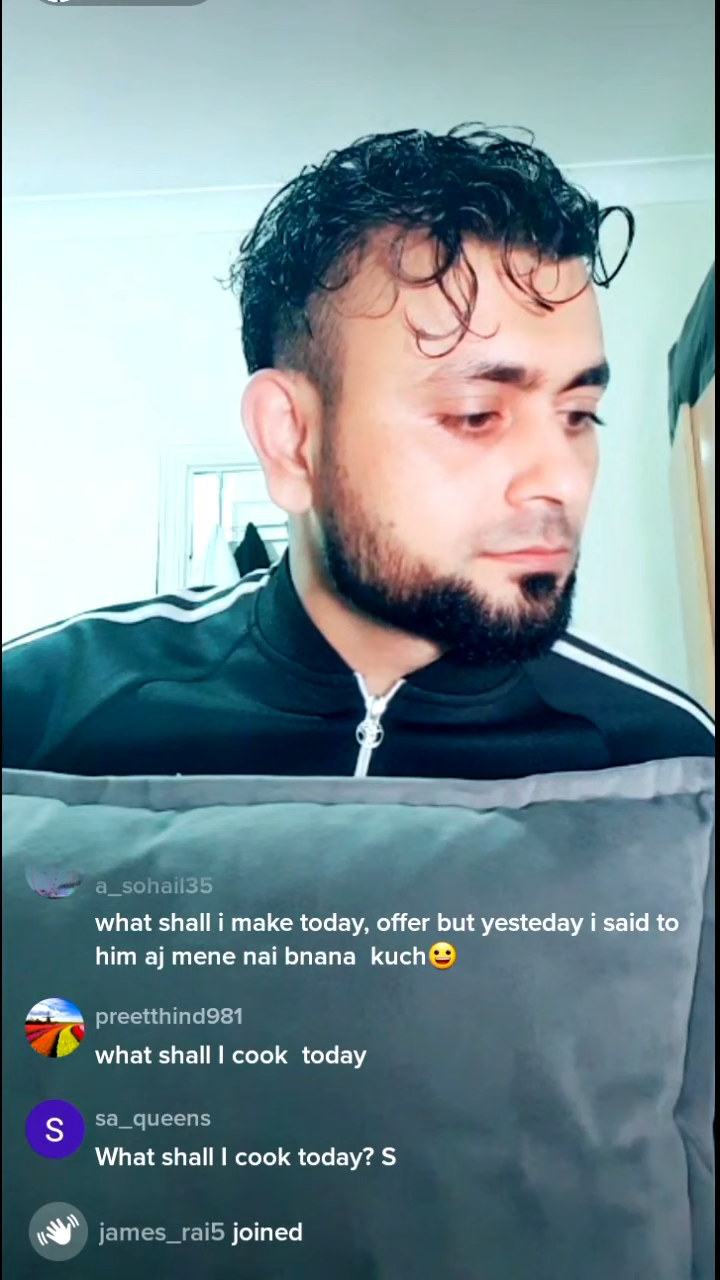 a_sohail35
what shall i make today, offer but yesteday i said to
him aj mene nai bnana kuch😀
preetthind981
what shall I cook today
S
sa_queens
What shall I cook today? S
james_rai5 joined